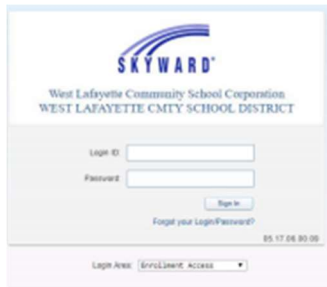 SKYWARD®
West Lafayette Community School Corporation
WEST LAFAYETTE CMTY SCHOOL DISTRICT
Login ID:
Password:
Sign In
Forgot your Login/Password?
05.17.06.00.08
Login Area: Enrollment Access